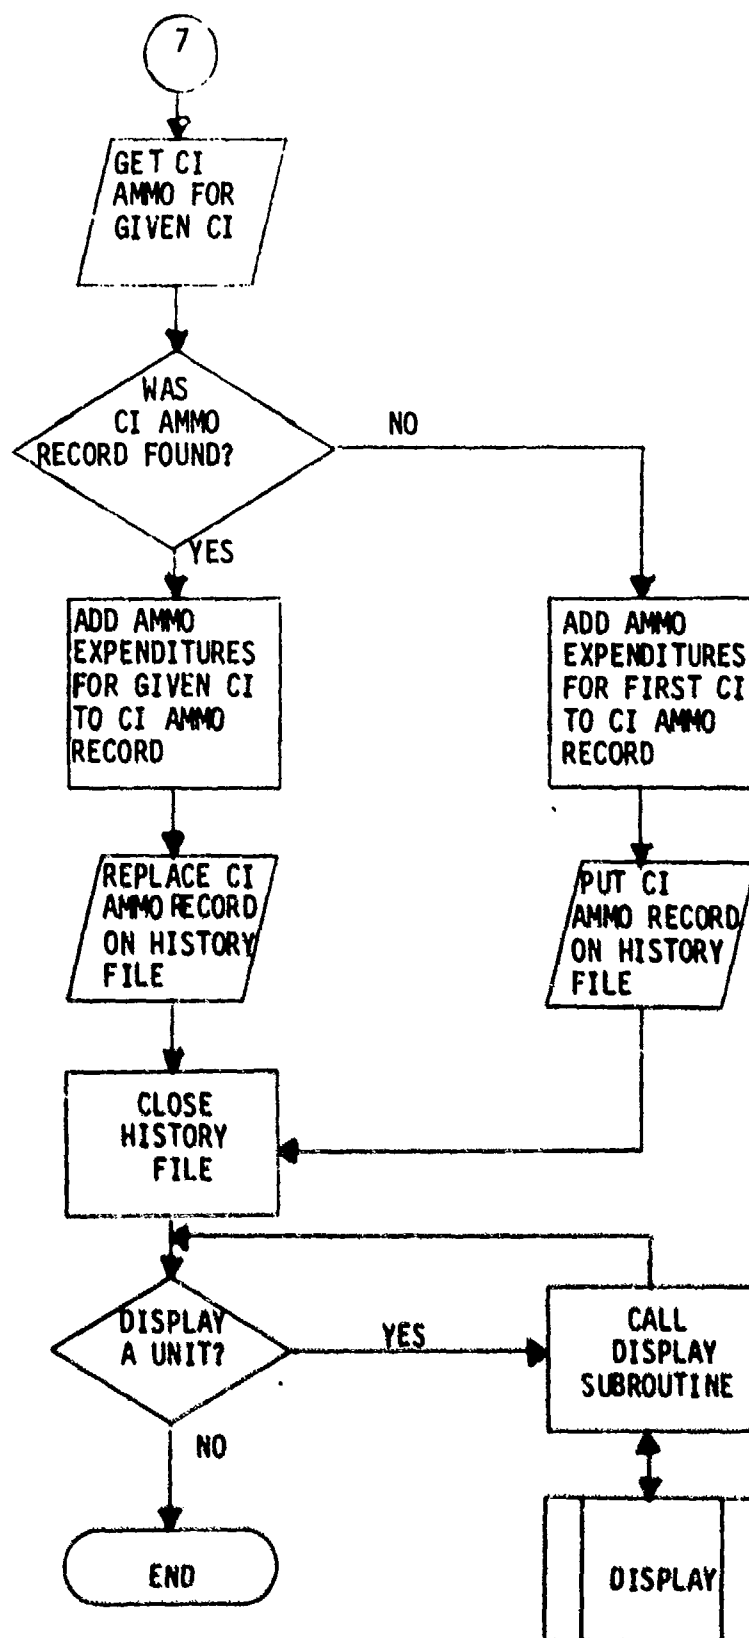 7
GET CI
AMMO FOR
GIVEN CI
WAS
CI AMMO
RECORD FOUND?
NO
YES
ADD AMMO
EXPENDITURES
FOR GIVEN CI
TO CI AMMO
RECORD
ADD AMMO
EXPENDITURES
FOR FIRST CI
TO CI AMMO
RECORD
REPLACE CI
AMMO RECORD
ON HISTORY
FILE
PUT CI
AMMO RECORD
ON HISTORY
FILE
CLOSE
HISTORY
FILE
DISPLAY
A UNIT?
YES
CALL
DISPLAY
SUBROUTINE
NO
END
DISPLAY